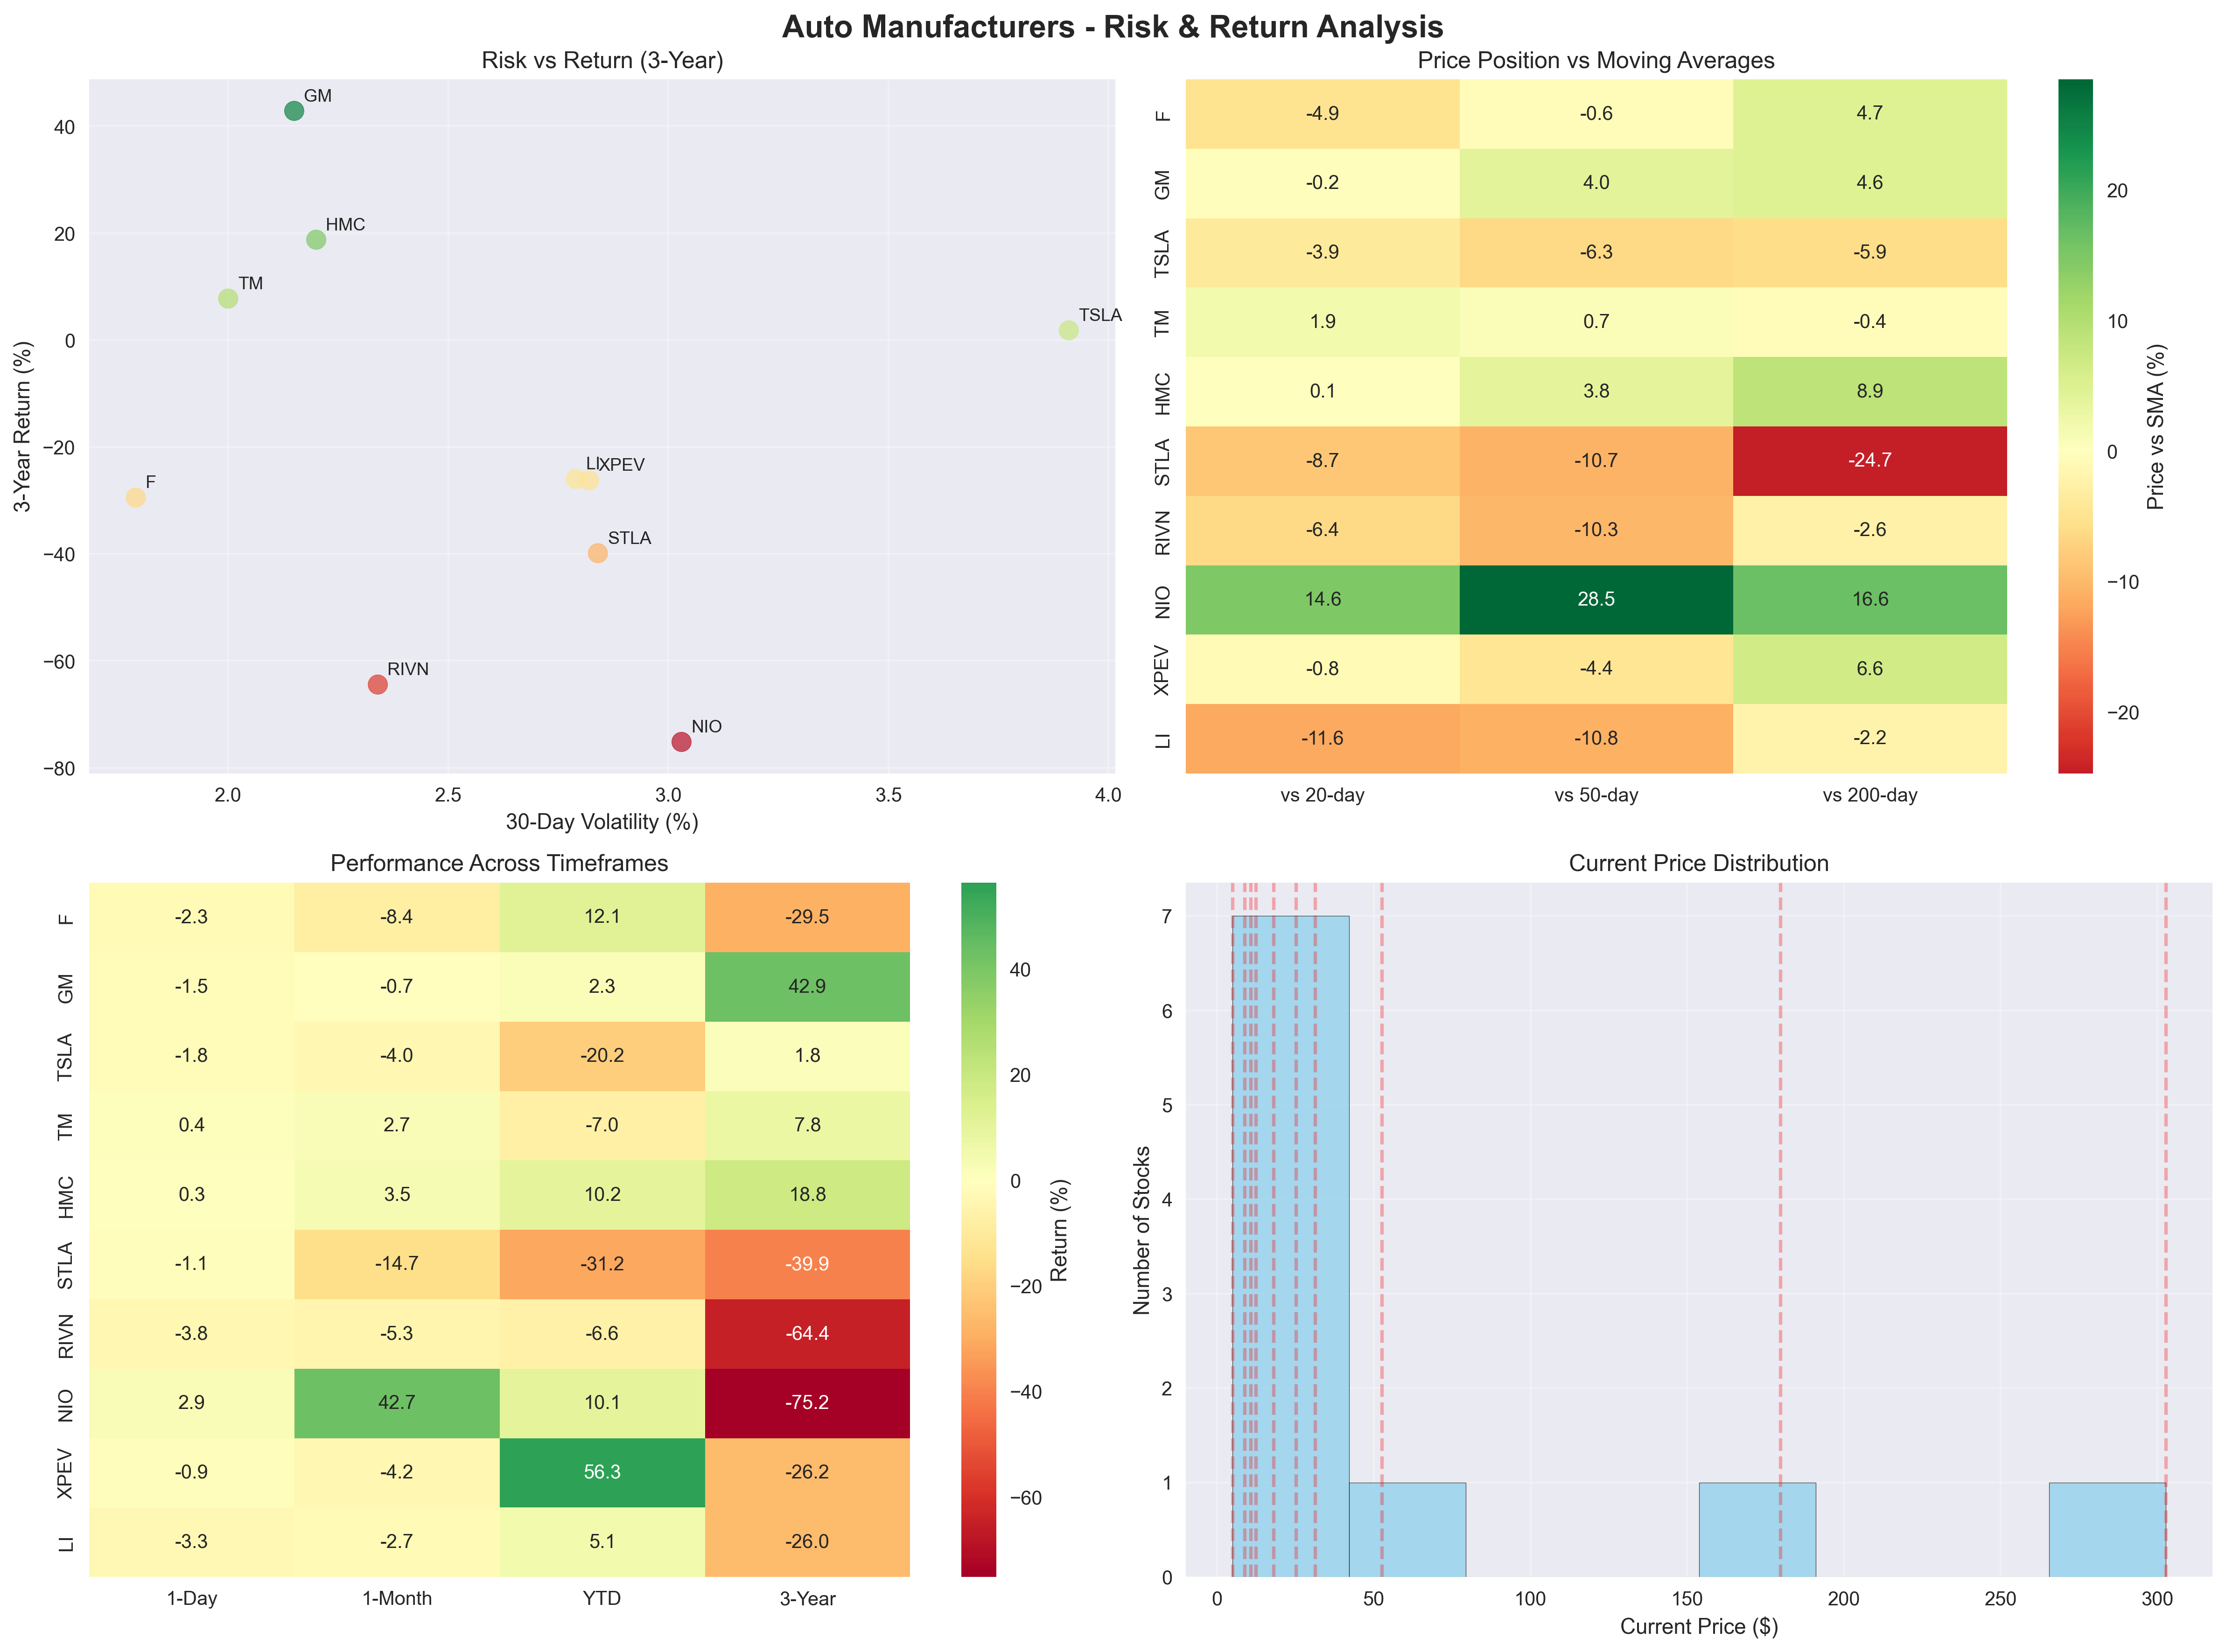 Auto Manufacturers - Risk & Return Analysis
Risk vs Return (3-Year)
3-Year Return (%)
40
20
0
−20
−40
−60
−80
GM
HMC
TM
TSLA
F
LI
XPEV
STLA
RIVN
NIO
2.0 2.5 3.0 3.5 4.0
30-Day Volatility (%)
Price Position vs Moving Averages
F -4.9 -0.6 4.7
GM -0.2 4.0 4.6
TSLA -3.9 -6.3 -5.9
TM 1.9 0.7 -0.4
HMC 0.1 3.8 8.9
STLA -8.7 -10.7 -24.7
RIVN -6.4 -10.3 -2.6
NIO 14.6 28.5 16.6
XPEV -0.8 -4.4 6.6
LI -11.6 -10.8 -2.2
vs 20-day vs 50-day vs 200-day
20
10
0
−10
−20
Price vs SMA (%)
Performance Across Timeframes
F -2.3 -8.4 12.1 -29.5
GM -1.5 -0.7 2.3 42.9
TSLA -1.8 -4.0 -20.2 1.8
TM 0.4 2.7 -7.0 7.8
HMC 0.3 3.5 10.2 18.8
STLA -1.1 -14.7 -31.2 -39.9
RIVN -3.8 -5.3 -6.6 -64.4
NIO 2.9 42.7 10.1 -75.2
XPEV -0.9 -4.2 56.3 -26.2
LI -3.3 -2.7 5.1 -26.0
1-Day 1-Month YTD 3-Year
40
20
0
−20
−40
−60
Return (%)
Current Price Distribution
Number of Stocks
7
6
5
4
3
2
1
0
0 50 100 150 200 250 300
Current Price ($)